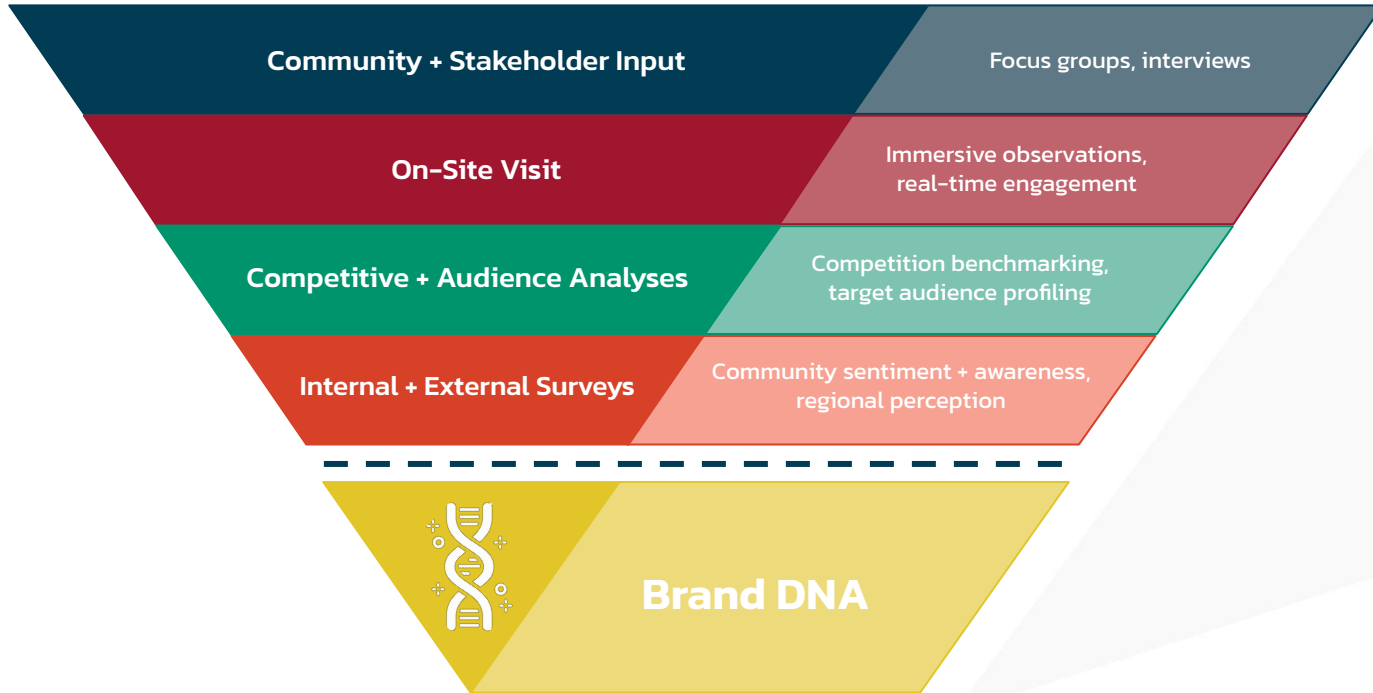 Community + Stakeholder Input
Focus groups, interviews
On-Site Visit
Immersive observations,
real-time engagement
Competitive + Audience Analyses
Competition benchmarking,
target audience profiling
Internal + External Surveys
Community sentiment + awareness,
regional perception
Brand DNA